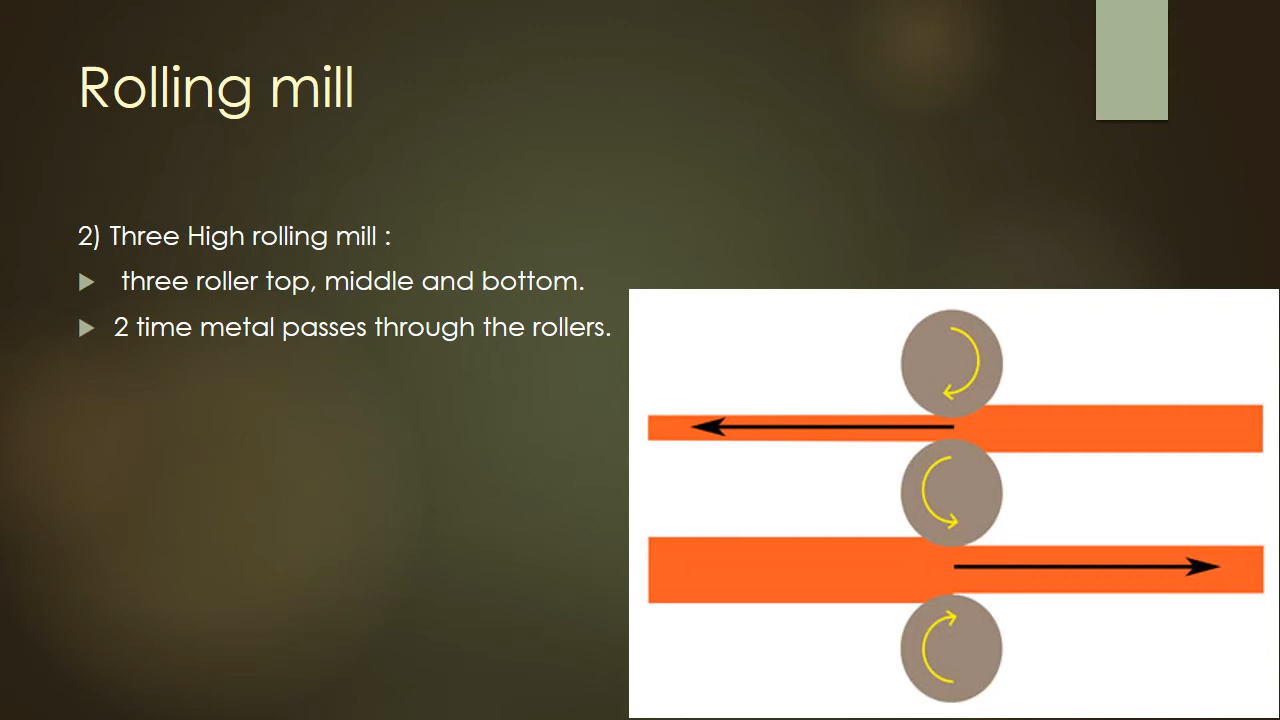 Rolling mill
2) Three High rolling mill :
three roller top, middle and bottom.
2 time metal passes through the rollers.